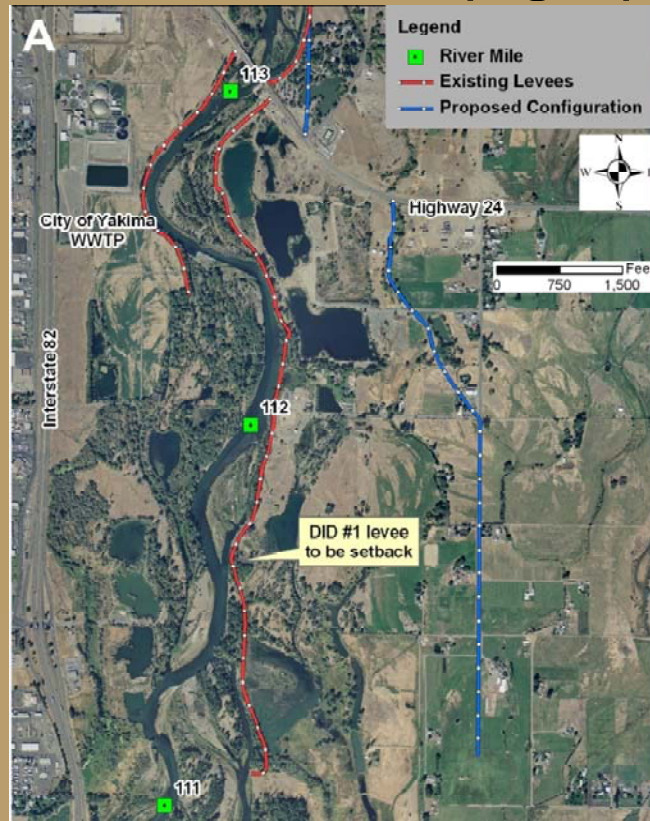 A
Legend
River Mile
Existing Levees
Proposed Configuration
N
W
S
113
Highway 24
City of Yakima
WWTP
Fee
0 750 1,500
Interstate 82
112
DID #1 levee
to be setback
111